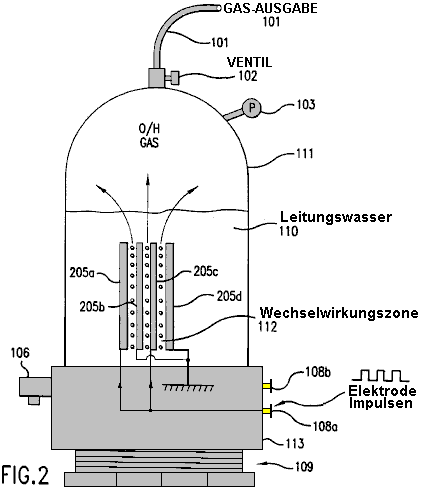 GAS-AUSGABE
101
101
VENTIL
102
P
103
O/H
GAS
111
Leitungswasser
110
205a
205c
205b
205d
Wechselwirkungszone
112
106
108b
Elektrode
Impulsen
108a
113
FIG.2
109